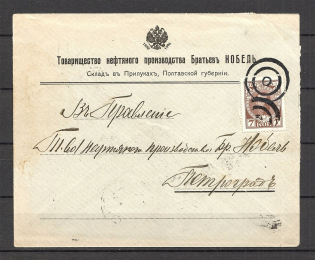 Товарищество нефтяного производства Братьевъ НОБЕЛЬ
Складъ въ Прилукахъ, Полтавской губерніи.
Въ Правленіе
Т-ва Нефтяного Производства Бр. Нобель
Петроградъ